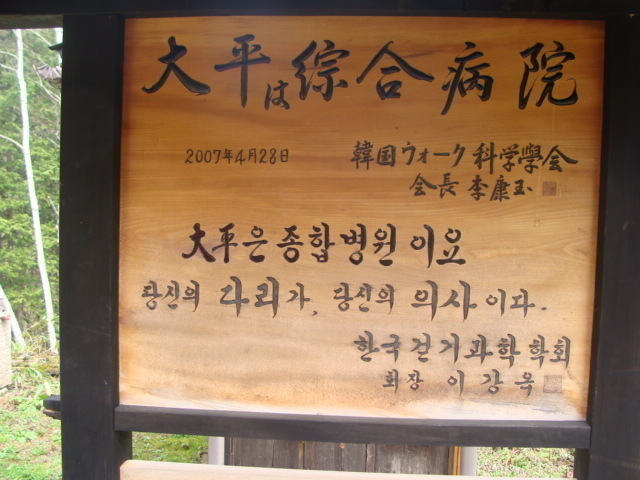 大平は綜合病院
2007年4月28日
韓国ウォーク科学學会
会長 李康玉
大平은 종합병원이요
당신의 다리가, 당신의 의사이다.
한국걷기과학학회
회장 이강옥